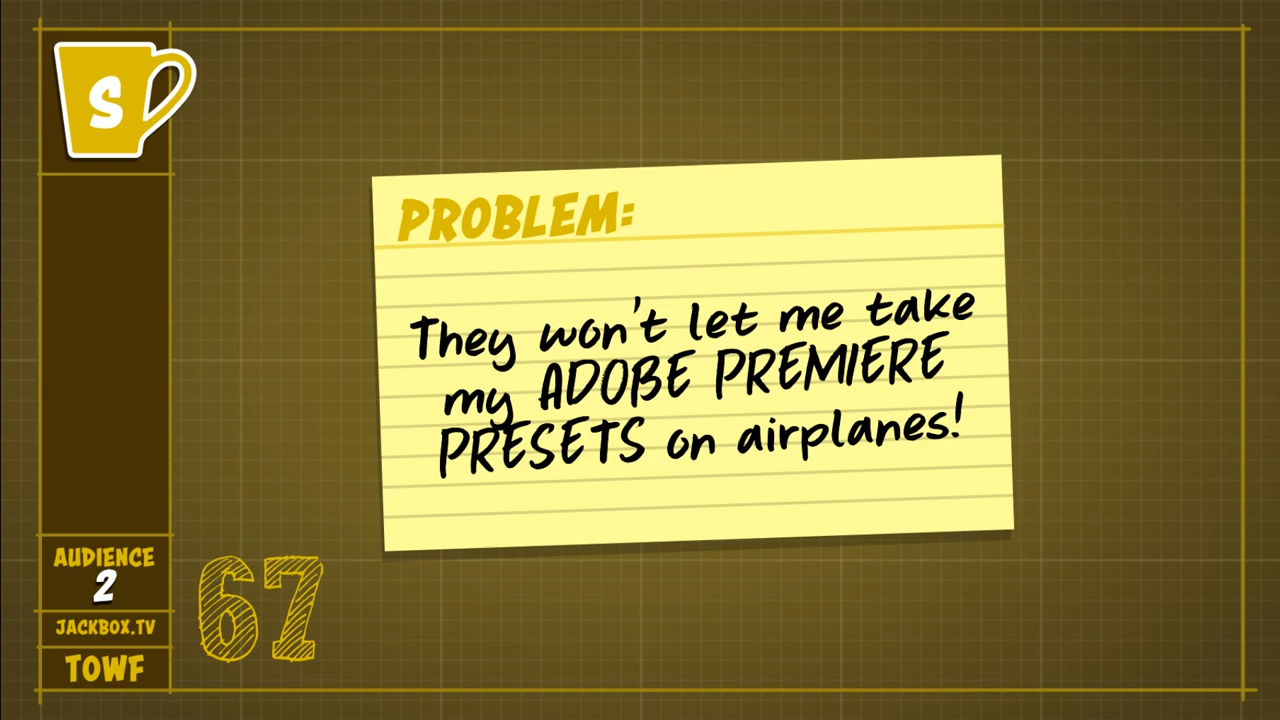 S
PROBLEM:
They won't let me take
my ADOBE PREMIERE
PRESETS on airplanes!
AUDIENCE
2
JACKBOX.TV
TOWF
67